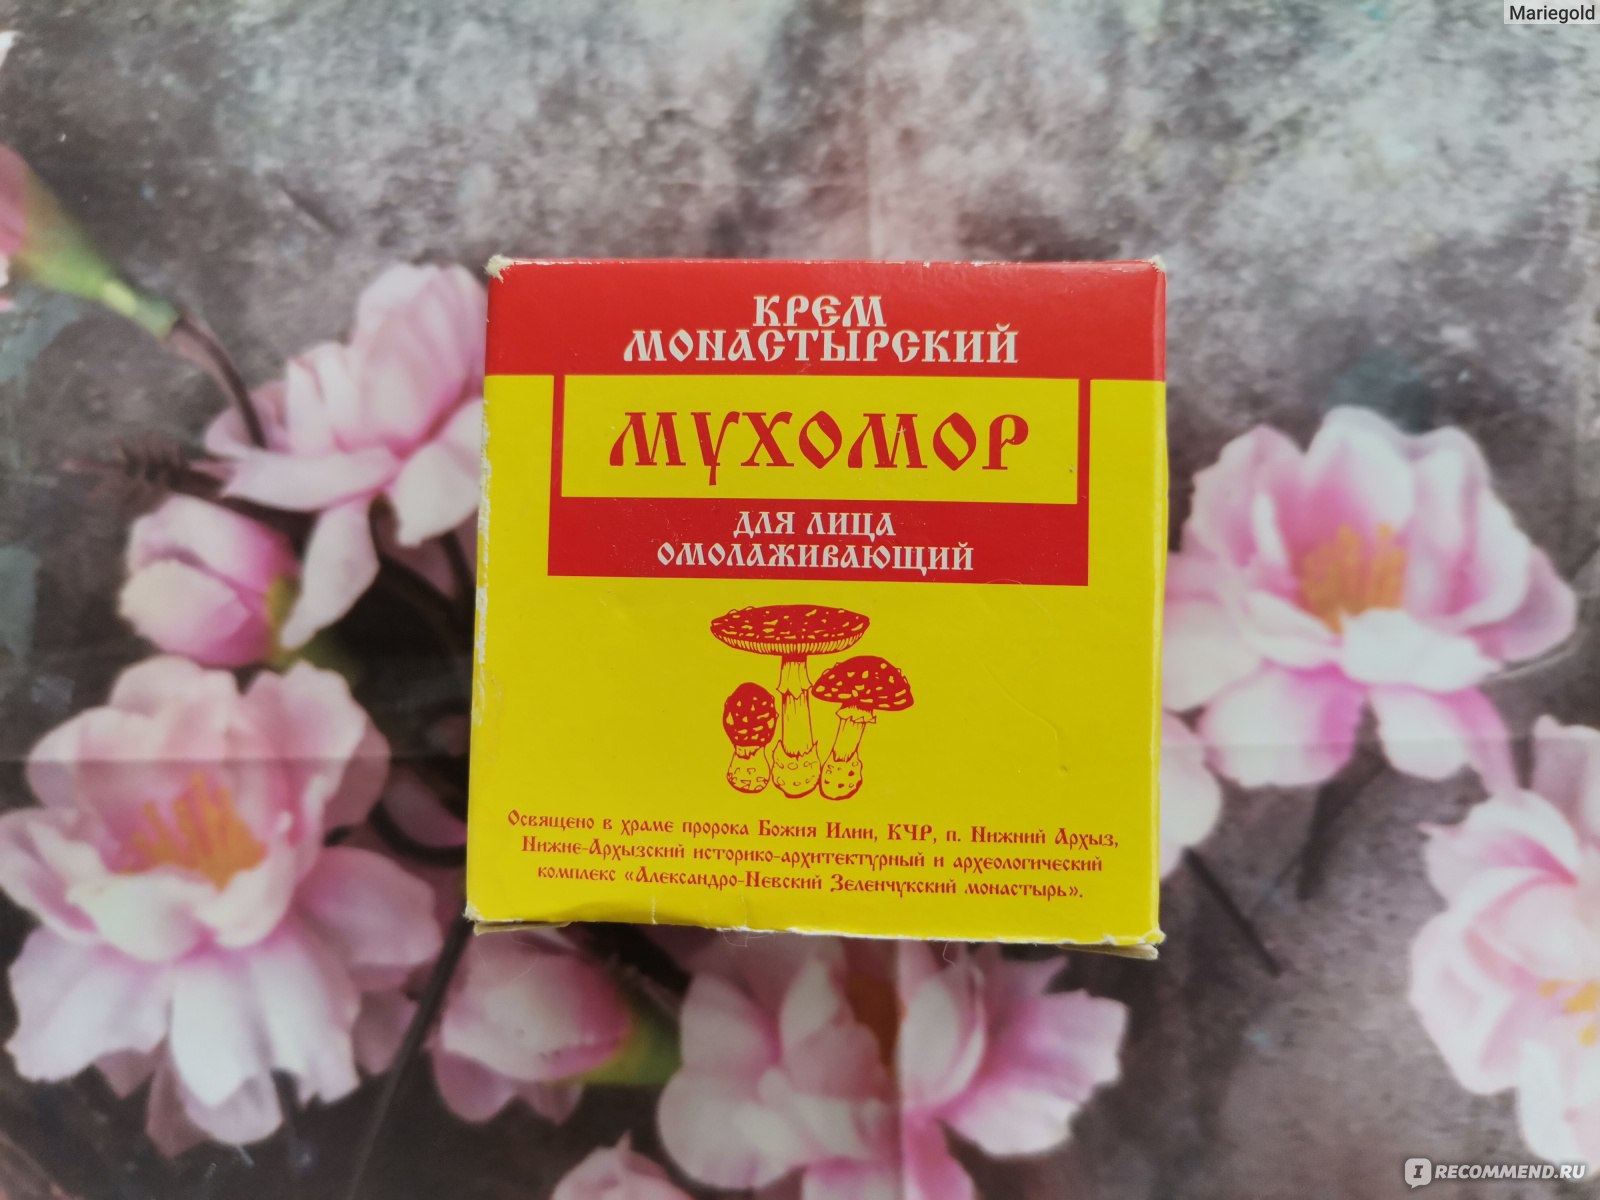 Mariegold
КРЕМ
МОНАСТЫРСКИЙ
МУХОМОР
ДЛЯ ЛИЦА
ОМОЛАЖИВАЮЩИЙ
Освящено в храме пророка Божия Илии, КЧР, п. Нижний Архыз,
Нижне-Архызский историко-архитектурный и археологический
комплекс «Александро-Невский Зеленчукский монастырь».
IRECOMMEND.RU